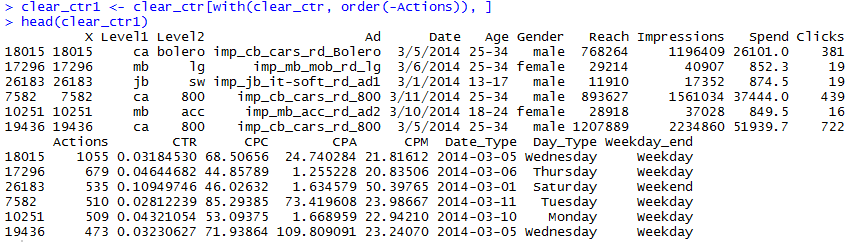 > clear_ctr1 <- clear_ctr[with(clear_ctr, order(-Actions)), ]
> head(clear_ctr1)
X Level1 Level2 Ad Date Age Gender Reach Impressions Spend Clicks
18015 18015 ca bolero imp_cb_cars_rd_Bolero 3/5/2014 25-34 male 768264 1196409 26101.0 381
17296 17296 mb lg imp_mb_mob_rd_lg 3/6/2014 25-34 female 29214 40907 852.3 19
26183 26183 jb sw imp_jb_it-soft_rd_ad1 3/1/2014 13-17 male 11910 17352 874.5 19
7582 7582 ca 800 imp_cb_cars_rd_800 3/11/2014 25-34 male 893627 1561034 37444.0 439
10251 10251 mb acc imp_mb_acc_rd_ad2 3/10/2014 18-24 female 28918 37028 849.5 16
19436 19436 ca 800 imp_cb_cars_rd_800 3/5/2014 25-34 male 1207889 2234860 51939.7 722
Actions CTR CPC CPA CPM Date_Type Day_Type Weekday_end
18015 1055 0.03184530 68.50656 24.740284 21.81612 2014-03-05 Wednesday Weekday
17296 679 0.04644682 44.85789 1.255228 20.83506 2014-03-06 Thursday Weekday
26183 535 0.10949746 46.02632 1.634579 50.39765 2014-03-01 Saturday Weekend
7582 510 0.02812239 85.29385 73.419608 23.98667 2014-03-11 Tuesday Weekday
10251 509 0.04321054 53.09375 1.668959 22.94210 2014-03-10 Monday Weekday
19436 473 0.03230627 71.93864 109.809091 23.24070 2014-03-05 Wednesday Weekday